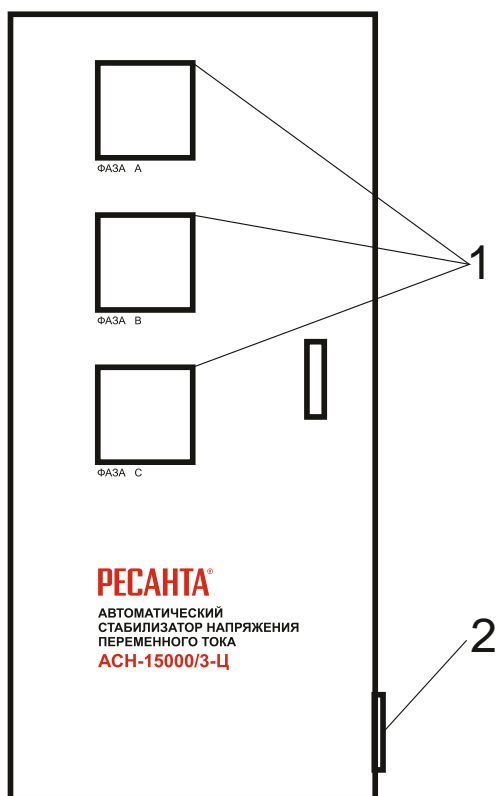 ФАЗА А
1
ФАЗА В
ФАЗА С
РЕСАНТА®
АВТОМАТИЧЕСКИЙ
СТАБИЛИЗАТОР НАПРЯЖЕНИЯ
ПЕРЕМЕННОГО ТОКА
АСН-15000/3-Ц
2